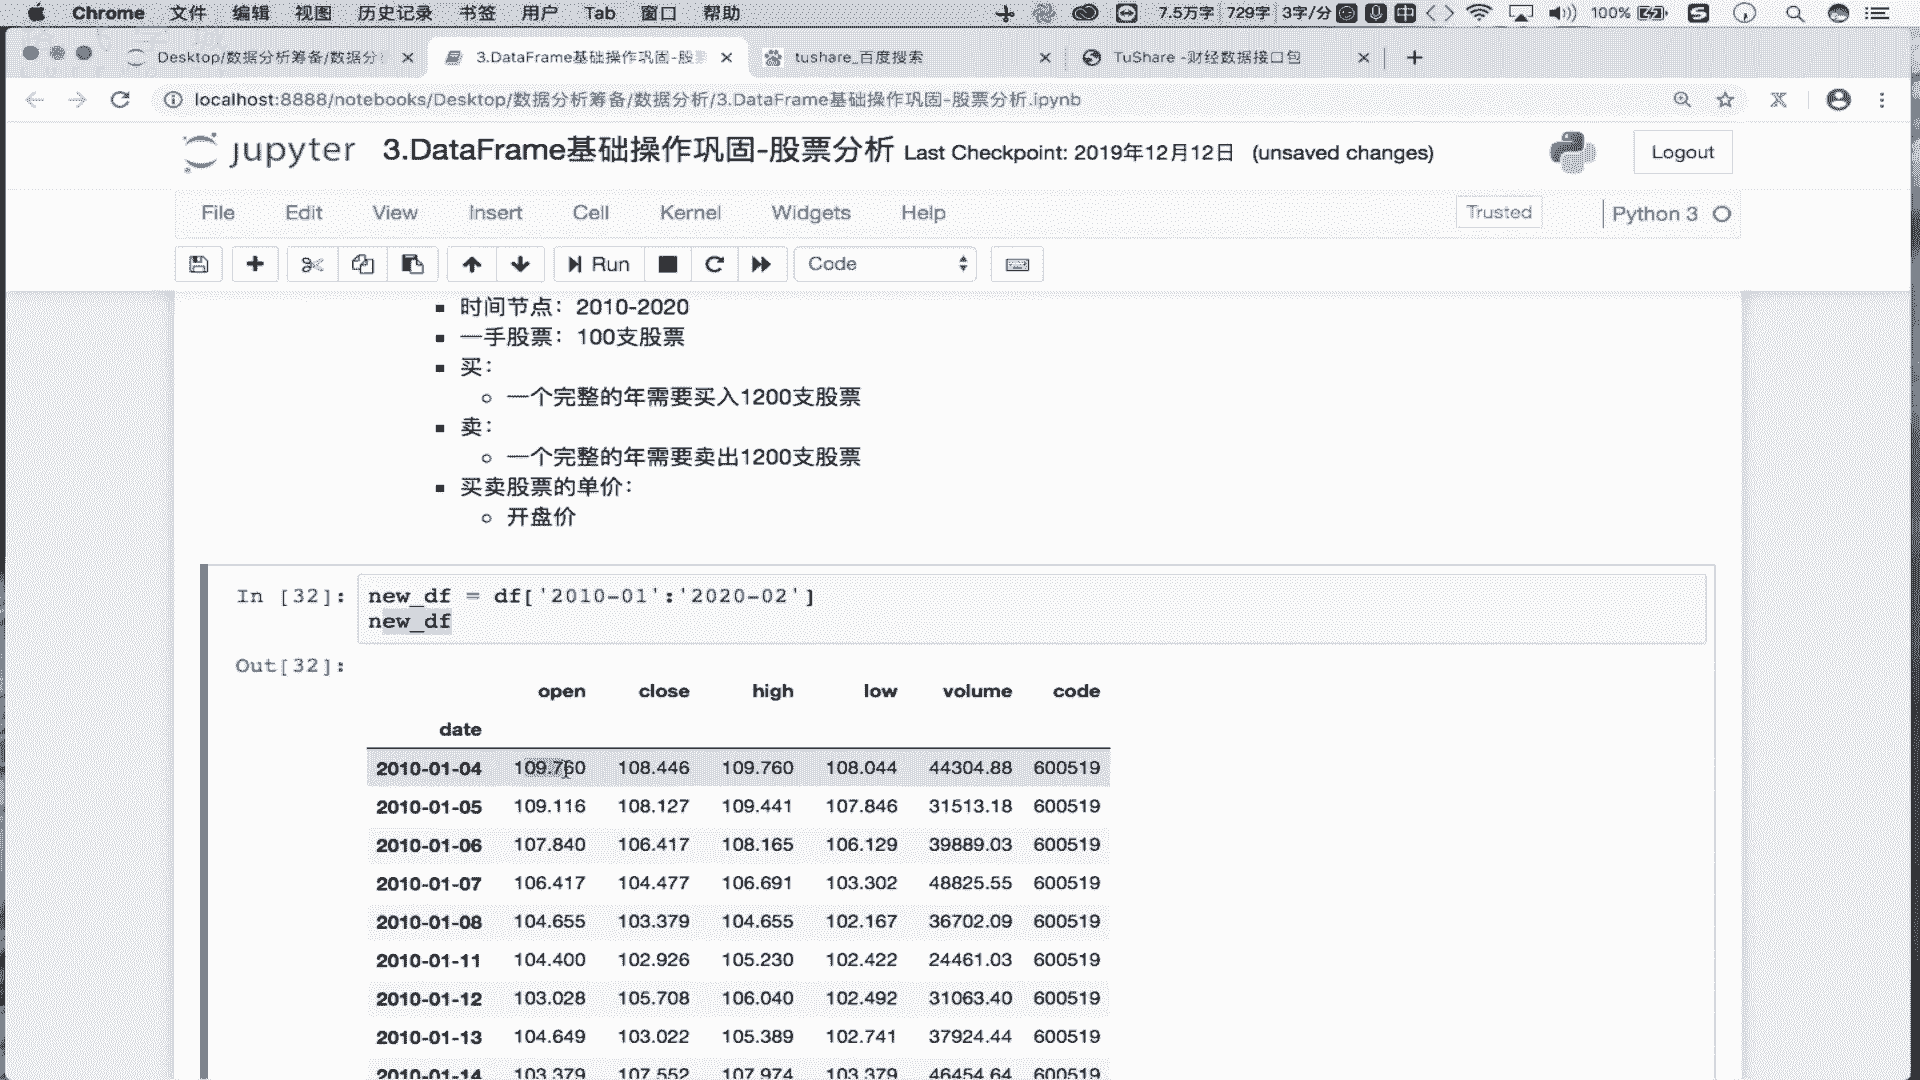 Chrome 文件 编辑 视图 历史记录 书签 用户 Tab 窗口 帮助 7.5万字 729字 3字/分 中 100%
Desktop/数据分析筹备/数据分 3.DataFrame基础操作巩固-股 tushare_百度搜索 TuShare -财经数据接口包
localhost:8888/notebooks/Desktop/数据分析筹备/数据分析/3.DataFrame基础操作巩固-股票分析.ipynb
jupyter 3.DataFrame基础操作巩固-股票分析 Last Checkpoint: 2019年12月12日 (unsaved changes) Logout
File Edit View Insert Cell Kernel Widgets Help Trusted Python 3
Run Code
时间节点：2010-2020
一手股票：100支股票
买：
一个完整的年需要买入1200支股票
卖：
一个完整的年需要卖出1200支股票
买卖股票的单价：
开盘价
In [32]: new_df = df['2010-01':'2020-02']
new_df
Out[32]:
open close high low volume code
date
2010-01-04 109.760 108.446 109.760 108.044 44304.88 600519
2010-01-05 109.116 108.127 109.441 107.846 31513.18 600519
2010-01-06 107.840 106.417 108.165 106.129 39889.03 600519
2010-01-07 106.417 104.477 106.691 103.302 48825.55 600519
2010-01-08 104.655 103.379 104.655 102.167 36702.09 600519
2010-01-11 104.400 102.926 105.230 102.422 24461.03 600519
2010-01-12 103.028 105.708 106.040 102.492 31063.40 600519
2010-01-13 104.649 103.022 105.389 102.741 37924.44 600519
2010-01-14 103.379 107.552 107.974 103.379 46454.64 600519